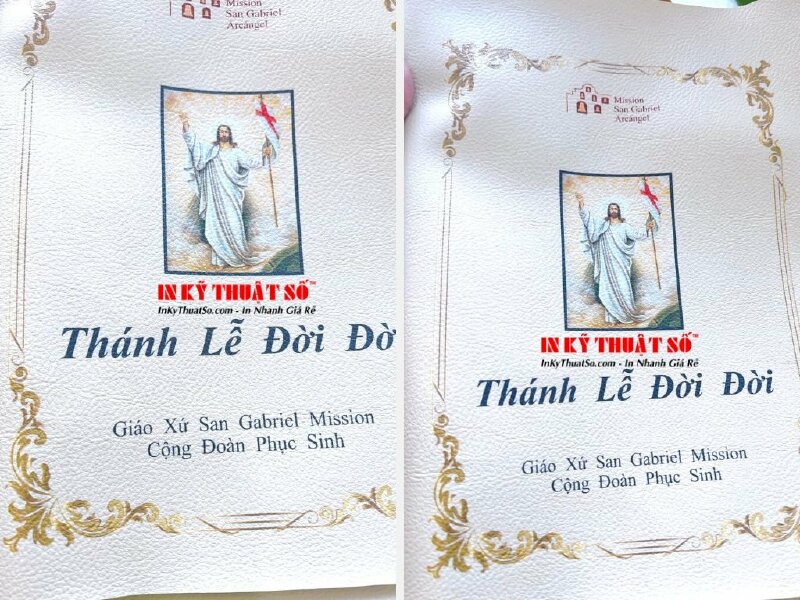 Mission
San Gabriel
Arcángel
IN KỸ THUẬT SỐ™
InKyThuatSo.com - In Nhanh Giá Rẻ
Thánh Lễ Đời Đờ
Giáo Xứ San Gabriel Mission
Cộng Đoàn Phục Sinh
Mission
San Gabriel
Arcángel
IN KỸ THUẬT SỐ™
InKyThuatSo.com - In Nhanh Giá Rẻ
Thánh Lễ Đời Đời
Giáo Xứ San Gabriel Mission
Cộng Đoàn Phục Sinh